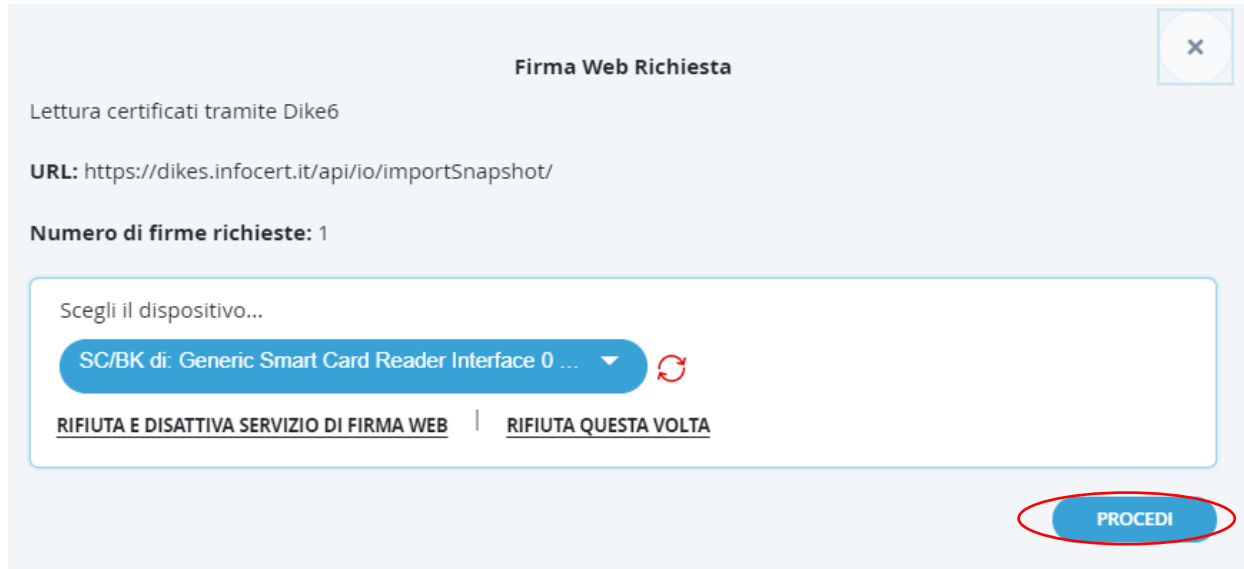 Firma Web Richiesta
Lettura certificati tramite Dike6
URL: https://dikes.infocert.it/api/io/importSnapshot/
Numero di firme richieste: 1
Scegli il dispositivo...
SC/BK di: Generic Smart Card Reader Interface 0 ...
RIFIUTA E DISATTIVA SERVIZIO DI FIRMA WEB | RIFIUTA QUESTA VOLTA
PROCEDI